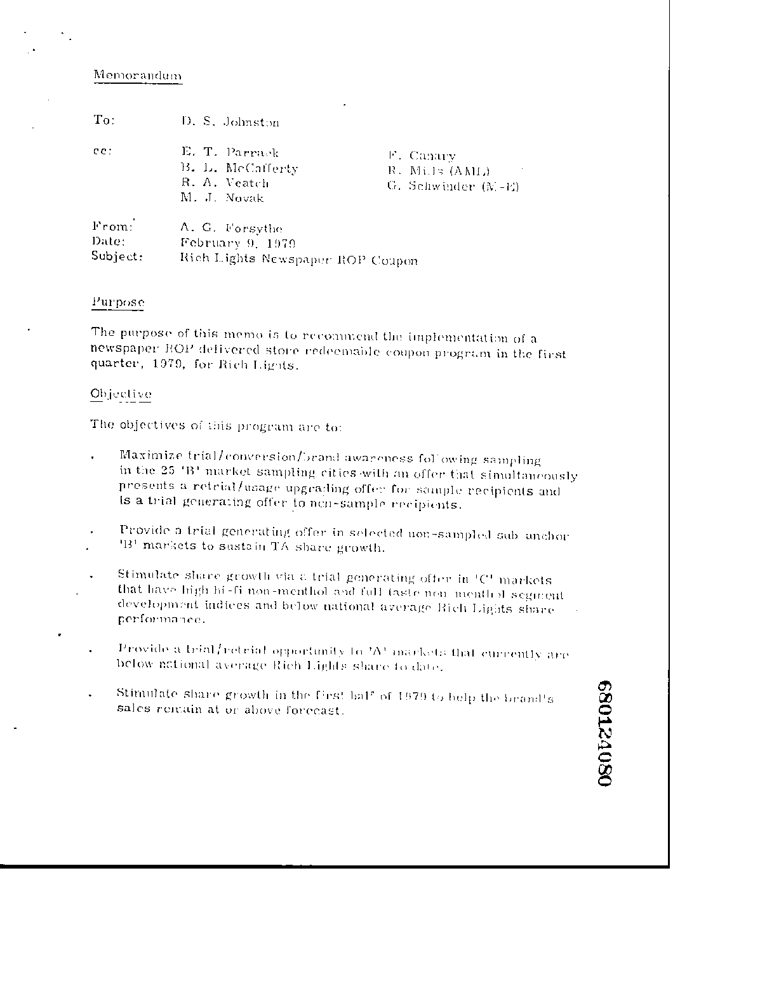 Memorandum
To: D. S. Johnston
cc: E. T. Parrack F. Canary
B. L. McCafferty R. Mills (AML)
R. A. Veatch G. Schwinder (M-E)
M. J. Novak
From: A. G. Forsythe
Date: February 9, 1979
Subject: Rich Lights Newspaper ROP Coupon
Purpose
The purpose of this memo is to recommend the implementation of a
newspaper ROP delivered store redeemable coupon program in the first
quarter, 1979, for Rich Lights.
Objective
The objectives of this program are to:
. Maximize trial/conversion/brand awareness following sampling
in the 25 'B' market sampling cities with an offer that simultaneously
presents a retrial/usage upgrading offer for sample recipients and
is a trial generating offer to non-sample recipients.
. Provide a trial generating offer in selected non-sampled sub anchor
'B' markets to sustain TA share growth.
. Stimulate share growth via a trial generating offer in 'C' markets
that have high hi-fi non-menthol and full taste non menthol segment
development indices and below national average Rich Lights share
performance.
. Provide a trial/retrial opportunity to 'A' markets that currently are
below national average Rich Lights share to date.
. Stimulate share growth in the first half of 1979 to help the brand's
sales remain at or above forecast.
680124080